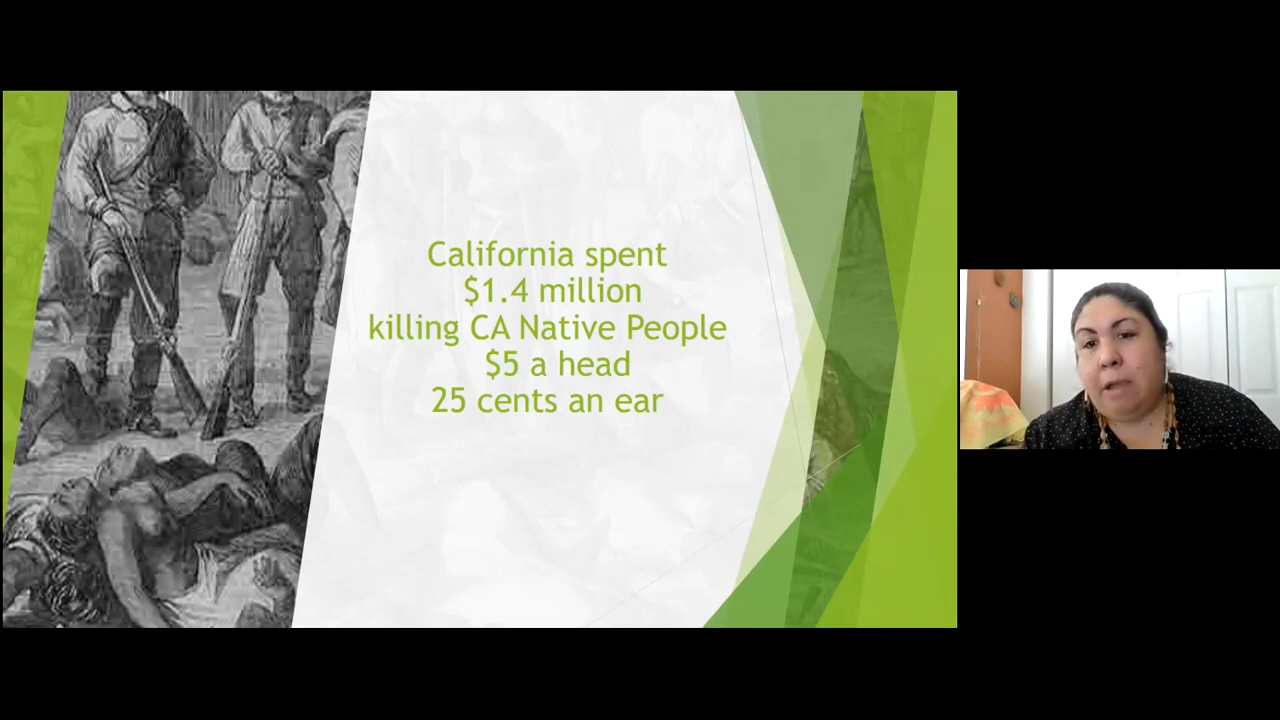 California spent
$1.4 million
killing CA Native People
$5 a head
25 cents an ear